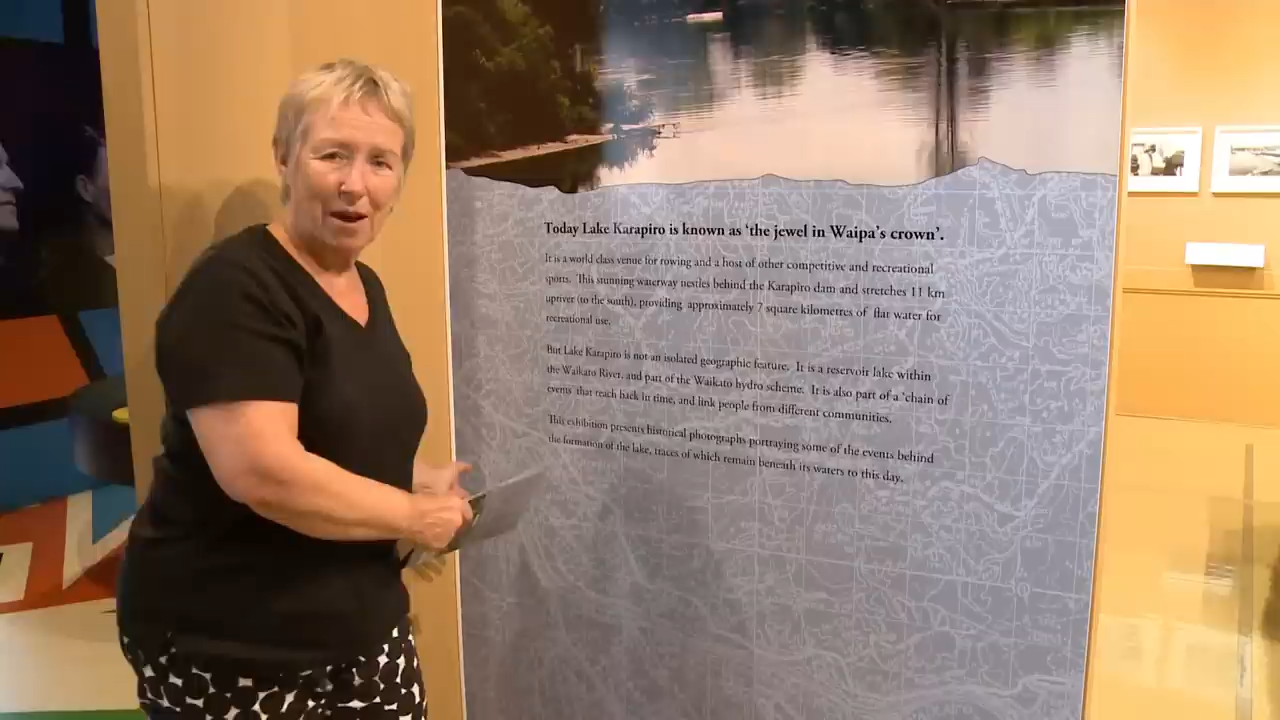 Today Lake Karapiro is known as ‘the jewel in Waipa’s crown’.
It is a world class venue for rowing and a host of other competitive and recreational
sports. This stunning waterway nestles behind the Karapiro dam and stretches 11 km
upriver (to the south), providing approximately 7 square kilometres of flat water for
recreational use.
But Lake Karapiro is not an isolated geographic feature. It is a reservoir lake within
the Waikato River, and part of the Waikato hydro scheme. It is also part of a ‘chain of
events’ that reach back in time, and link people from different communities.
This exhibition presents historical photographs portraying some of the events behind
the formation of the lake, traces of which remain beneath its waters to this day.